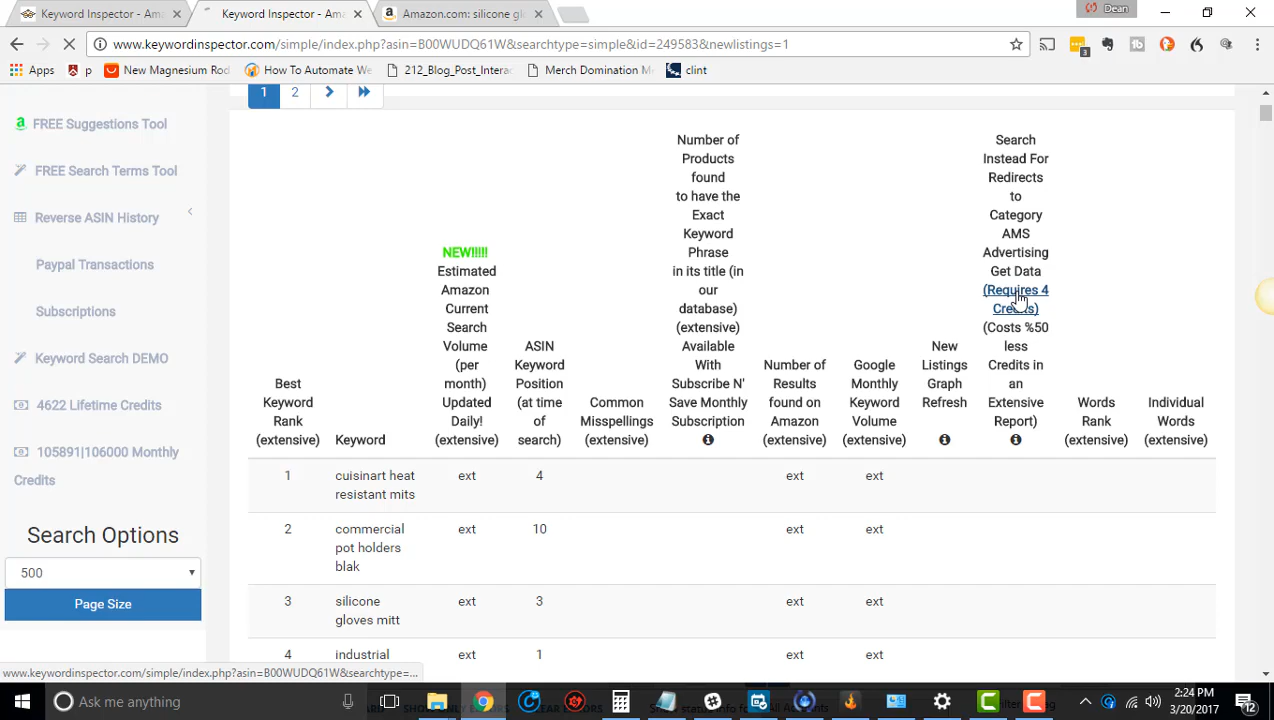 Keyword Inspector - Ama
Keyword Inspector - Ama
Amazon.com: silicone gl
Dean
www.keywordinspector.com/simple/index.php?asin=B00WUDQ61W&searchtype=simple&id=249583&newlistings=1
3
Apps
p
New Magnesium Rod
How To Automate We
212_Blog_Post_Interac
Merch Domination M
clint
1
2
FREE Suggestions Tool
FREE Search Terms Tool
Reverse ASIN History
Paypal Transactions
Subscriptions
Keyword Search DEMO
4622 Lifetime Credits
105891|106000 Monthly
Credits
Search Options
500
Page Size
Best
Keyword
Rank
(extensive)
Keyword
NEW!!!!!
Estimated
Amazon
Current
Search
Volume
(per
month)
Updated
Daily!
(extensive)
ASIN
Keyword
Position
(at time
of
search)
Common
Misspellings
(extensive)
Number of
Products
found
to have the
Exact
Keyword
Phrase
in its title (in
our
database)
(extensive)
Available
With
Subscribe N'
Save Monthly
Subscription
Number of
Results
found on
Amazon
(extensive)
Google
Monthly
Keyword
Volume
(extensive)
New
Listings
Graph
Refresh
Search
Instead For
Redirects
to
Category
AMS
Advertising
Get Data
(Requires 4
Credits)
(Costs %50
less
Credits in
an
Extensive
Report)
Words
Rank
(extensive)
Individual
Words
(extensive)
1 cuisinart heat resistant mits ext 4 ext ext
2 commercial pot holders blak ext 10 ext ext
3 silicone gloves mitt ext 3 ext ext
4 industrial ext 1 ext ext
www.keywordinspector.com/simple/index.php?asin=B00WUDQ61W&searchtype=...
Ask me anything
2:24 PM
3/20/2017
12